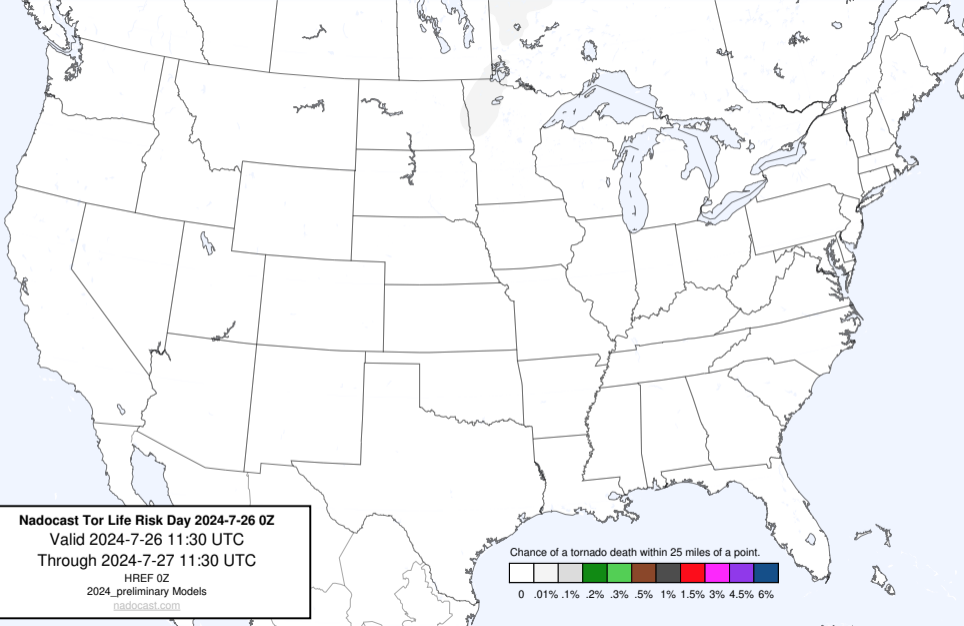 Nadocast Tor Life Risk Day 2024-7-26 0Z
Valid 2024-7-26 11:30 UTC
Through 2024-7-27 11:30 UTC
HREF 0Z
2024_preliminary Models
nadocast.com
Chance of a tornado death within 25 miles of a point.
0 .01% .1% .2% .3% .5% 1% 1.5% 3% 4.5% 6%